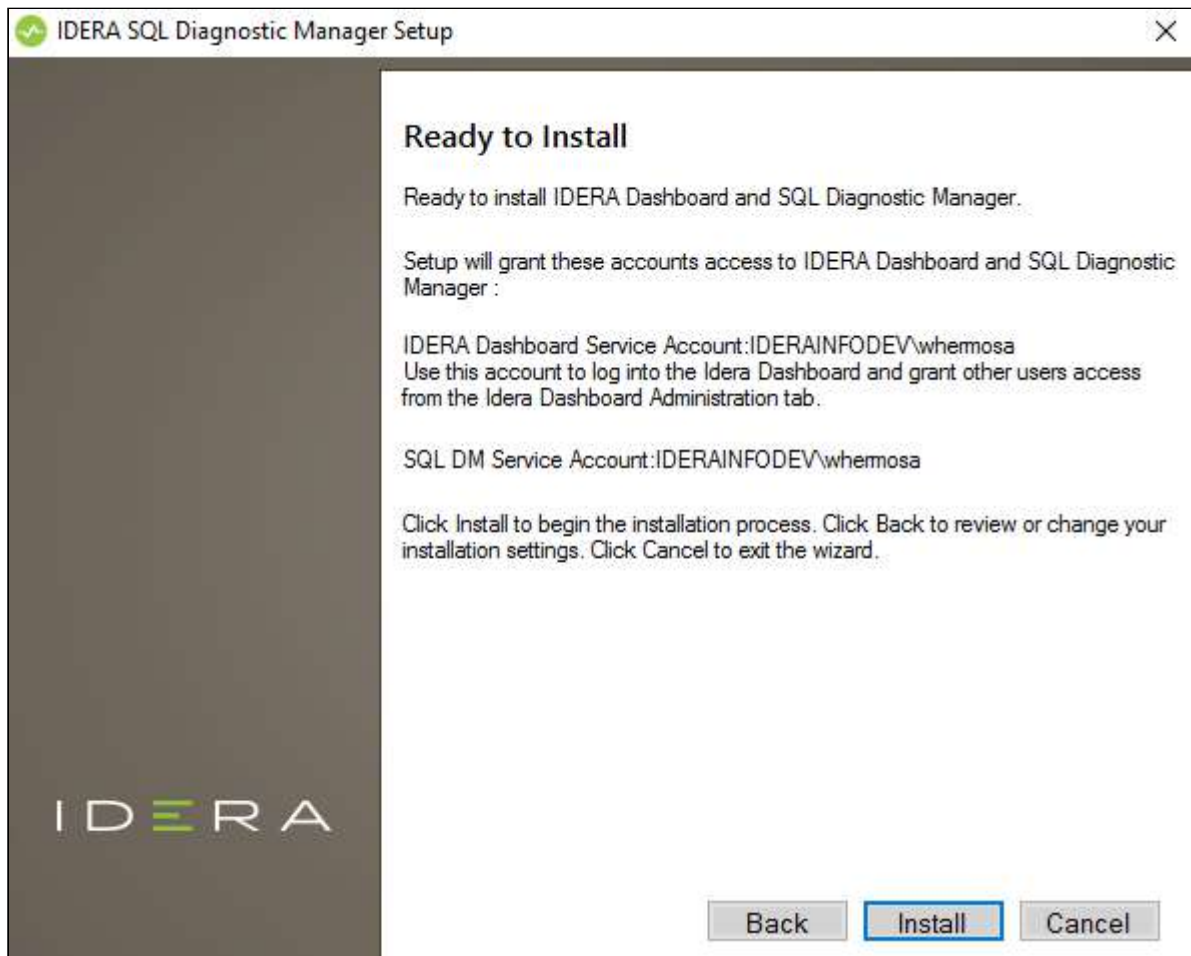 IDERA SQL Diagnostic Manager Setup
Ready to Install
Ready to install IDERA Dashboard and SQL Diagnostic Manager.
Setup will grant these accounts access to IDERA Dashboard and SQL Diagnostic
Manager :
IDERA Dashboard Service Account:IDERAINFODEV\whermosa
Use this account to log into the Idera Dashboard and grant other users access
from the Idera Dashboard Administration tab.
SQL DM Service Account:IDERAINFODEV\whermosa
Click Install to begin the installation process. Click Back to review or change your
installation settings. Click Cancel to exit the wizard.
IDERA
Back Install Cancel